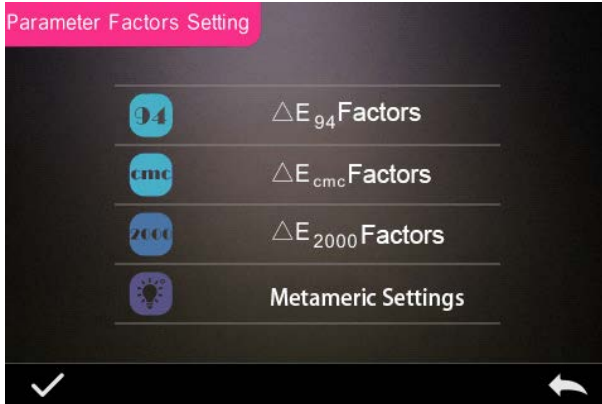 Parameter Factors Setting
94 △E94Factors
cmc △EcmcFactors
2000 △E2000Factors
Metameric Settings